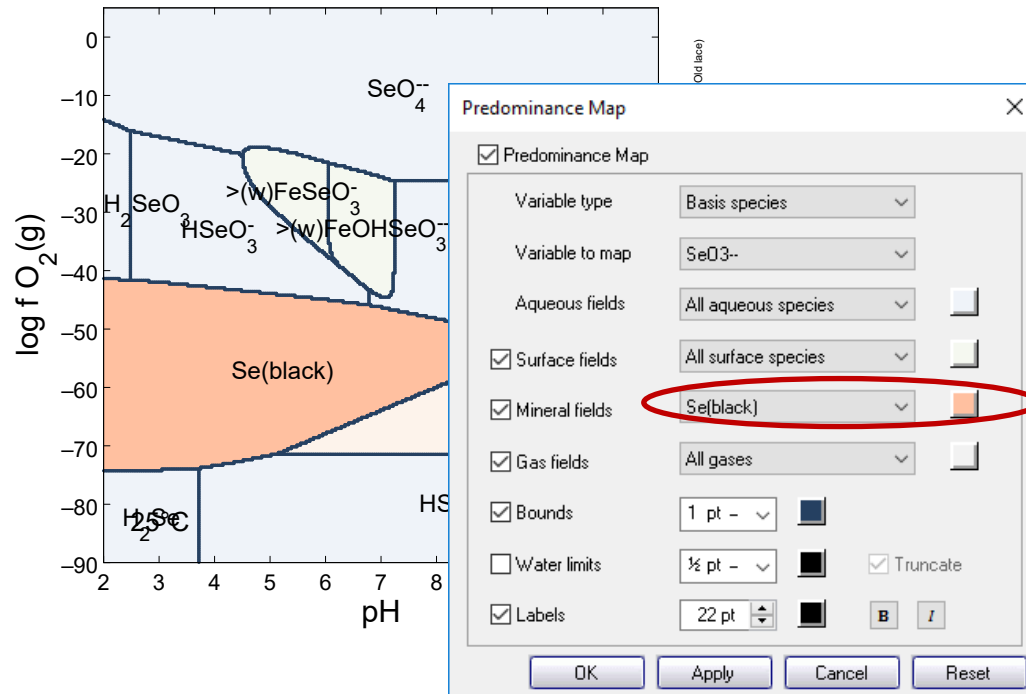 0
–10
–20
–30
–40
–50
–60
–70
–80
–90
log f O₂(g)
2
3
4
5
6
7
8
pH
SeO₄⁻⁻
H₂SeO₃
HSeO₃⁻
>(w)FeSeO₃⁻
>(w)FeOHSeO₃⁻⁻
Se(black)
H₂Se
25°C
HS
Old lace)
Predominance Map
Predominance Map
Variable type Basis species
Variable to map SeO3--
Aqueous fields All aqueous species
Surface fields All surface species
Mineral fields Se(black)
Gas fields All gases
Bounds 1 pt –
Water limits ½ pt – Truncate
Labels 22 pt B I
OK Apply Cancel Reset